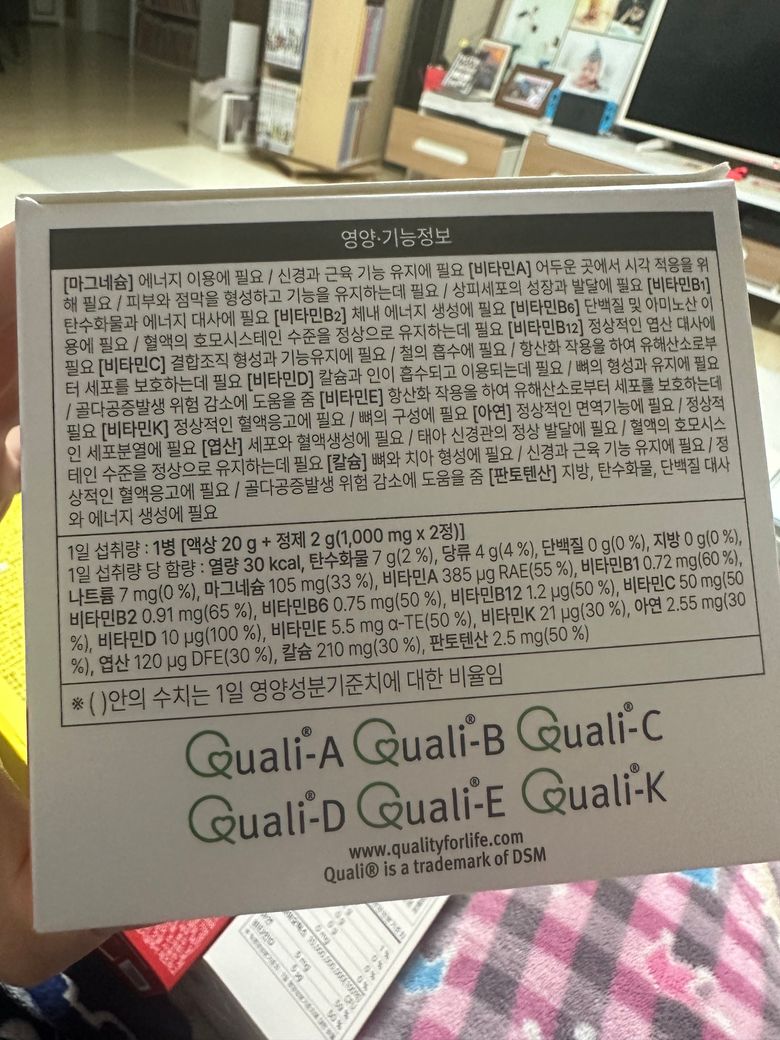 영양·기능정보
[마그네슘] 에너지 이용에 필요 / 신경과 근육 기능 유지에 필요 [비타민A] 어두운 곳에서 시각 적응을 위
해 필요 / 피부와 점막을 형성하고 기능을 유지하는데 필요 / 상피세포의 성장과 발달에 필요 [비타민B1]
탄수화물과 에너지 대사에 필요 [비타민B2] 체내 에너지 생성에 필요 [비타민B6] 단백질 및 아미노산 이
용에 필요 / 혈액의 호모시스테인 수준을 정상으로 유지하는데 필요 [비타민B12] 정상적인 엽산 대사에
필요 [비타민C] 결합조직 형성과 기능유지에 필요 / 철의 흡수에 필요 / 항산화 작용을 하여 유해산소로부
터 세포를 보호하는데 필요 [비타민D] 칼슘과 인이 흡수되고 이용되는데 필요 / 뼈의 형성과 유지에 필요
/ 골다공증발생 위험 감소에 도움을 줌 [비타민E] 항산화 작용을 하여 유해산소로부터 세포를 보호하는데
필요 [비타민K] 정상적인 혈액응고에 필요 / 뼈의 구성에 필요 [아연] 정상적인 면역기능에 필요 / 정상적
인 세포분열에 필요 [엽산] 세포와 혈액생성에 필요 / 태아 신경관의 정상 발달에 필요 / 혈액의 호모시스
테인 수준을 정상으로 유지하는데 필요 [칼슘] 뼈와 치아 형성에 필요 / 신경과 근육 기능 유지에 필요 / 정
상적인 혈액응고에 필요 / 골다공증발생 위험 감소에 도움을 줌 [판토텐산] 지방, 탄수화물, 단백질 대사
와 에너지 생성에 필요
1일 섭취량 : 1병 [액상 20 g + 정제 2 g(1,000 mg x 2정)]
1일 섭취량 당 함량 : 열량 30 kcal, 탄수화물 7 g(2 %), 당류 4 g(4 %), 단백질 0 g(0 %), 지방 0 g(0 %),
나트륨 7 mg(0 %), 마그네슘 105 mg(33 %), 비타민A 385 µg RAE(55 %), 비타민B1 0.72 mg(60 %),
비타민B2 0.91 mg(65 %), 비타민B6 0.75 mg(50 %), 비타민B12 1.2 µg(50 %), 비타민C 50 mg(50
%), 비타민D 10 µg(100 %), 비타민E 5.5 mg α-TE(50 %), 비타민K 21 µg(30 %), 아연 2.55 mg(30
%), 엽산 120 µg DFE(30 %), 칼슘 210 mg(30 %), 판토텐산 2.5 mg(50 %)
※ ( )안의 수치는 1일 영양성분기준치에 대한 비율임
Quali®-A Quali®-B Quali®-C
Quali®-D Quali®-E Quali®-K
www.qualityforlife.com
Quali® is a trademark of DSM